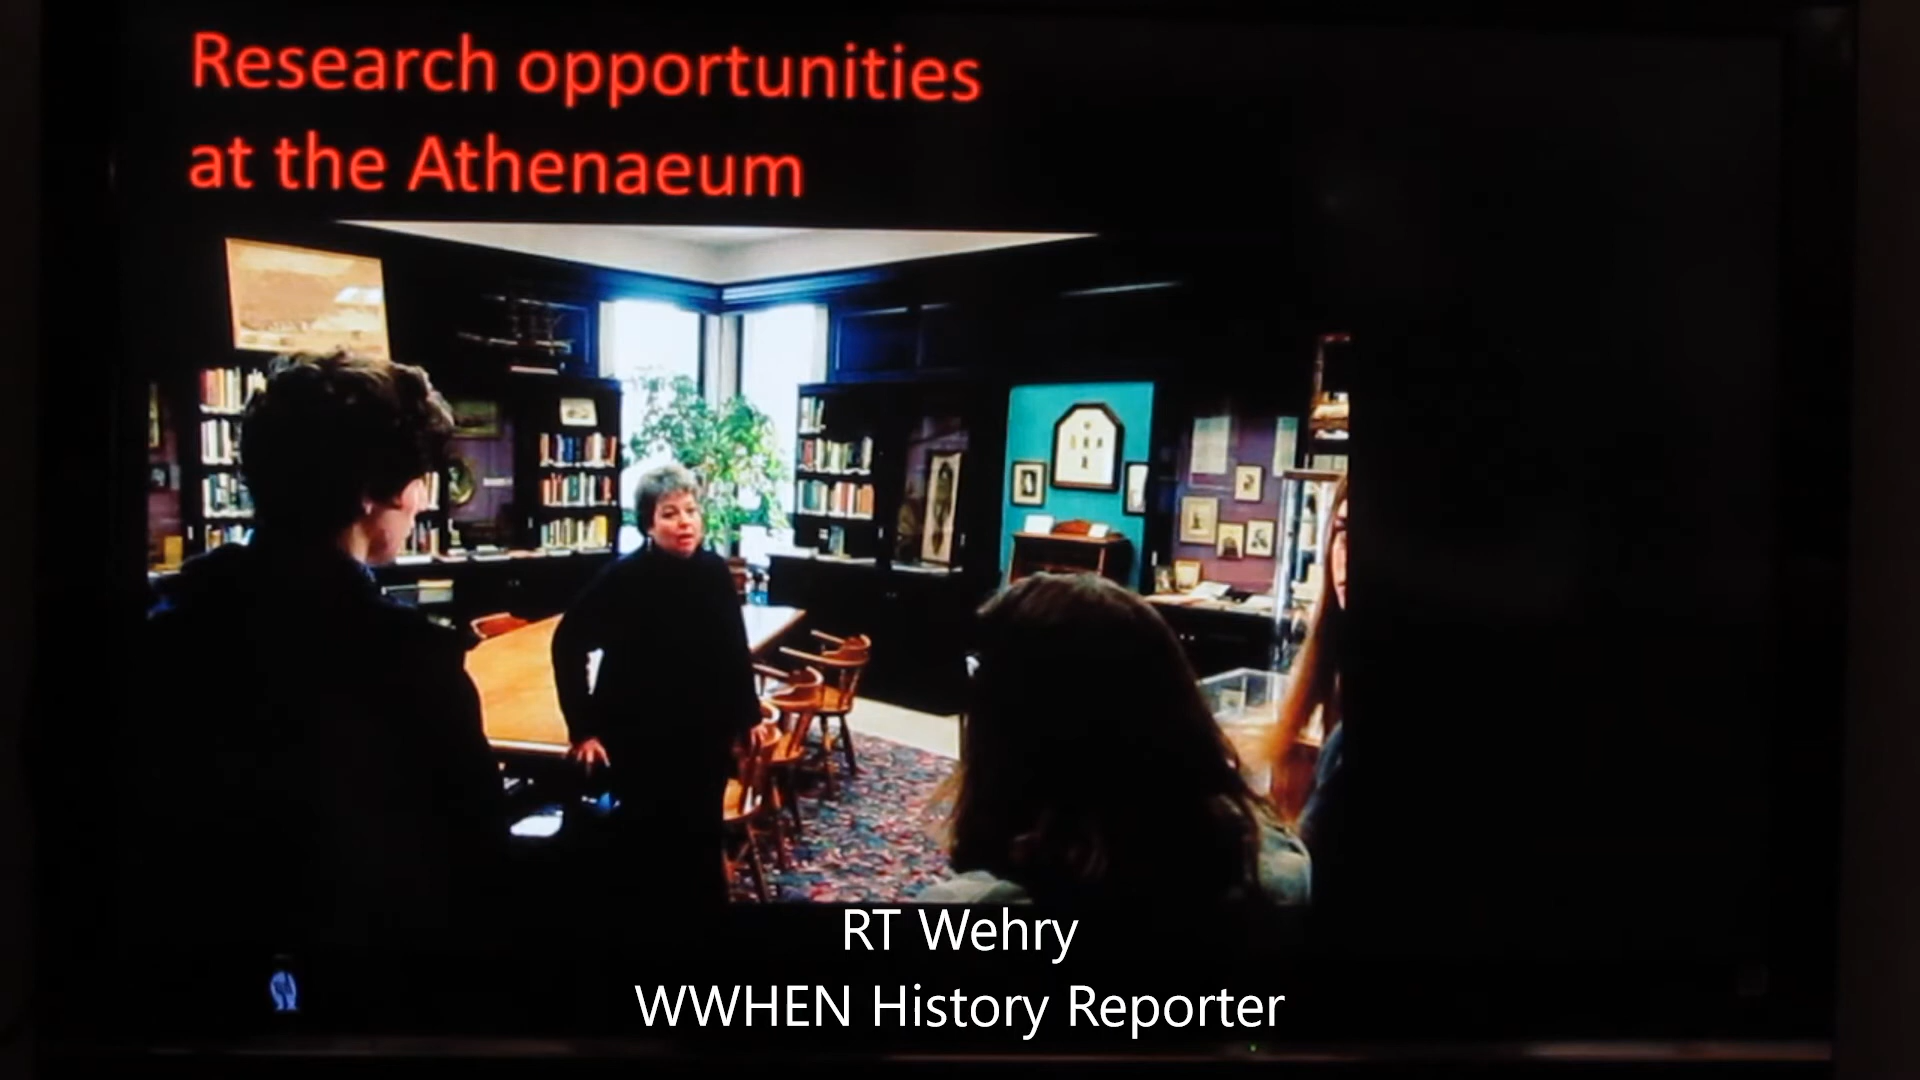 Research opportunities
at the Athenaeum
RT Wehry
WWHEN History Reporter